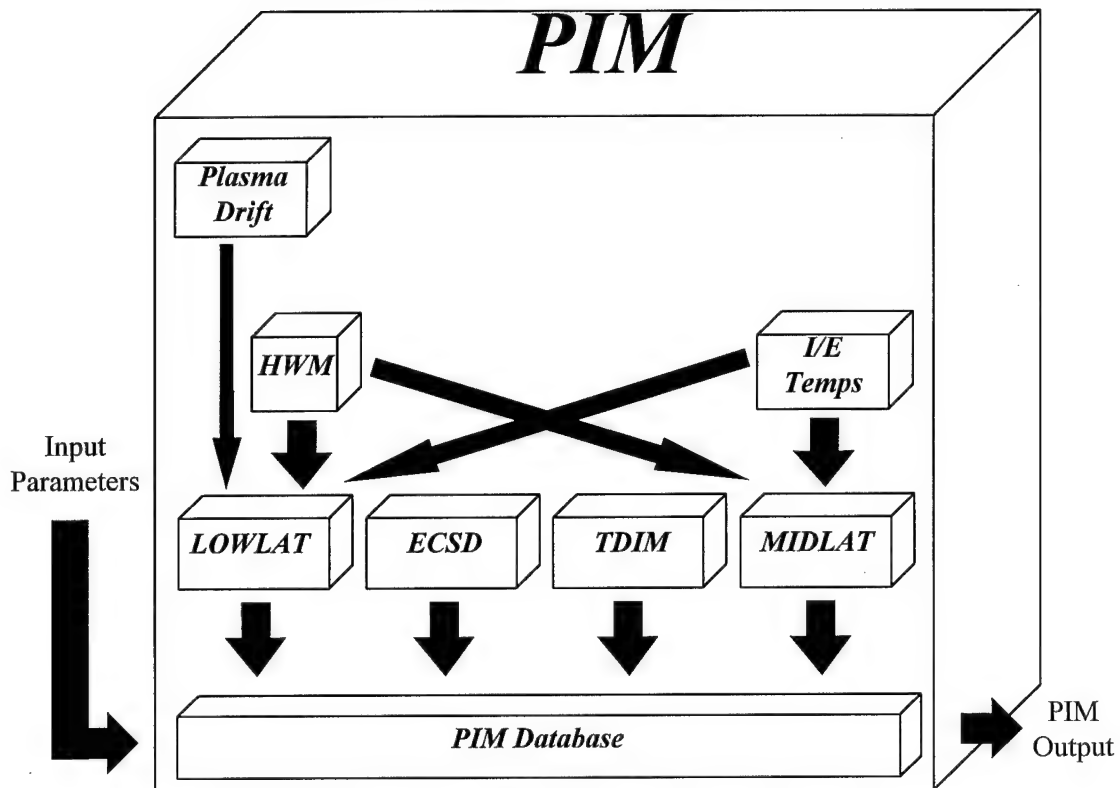 PIM
Plasma
Drift
HWM
I/E
Temps
Input
Parameters
LOWLAT
ECSD
TDIM
MIDLAT
PIM Database
PIM
Output